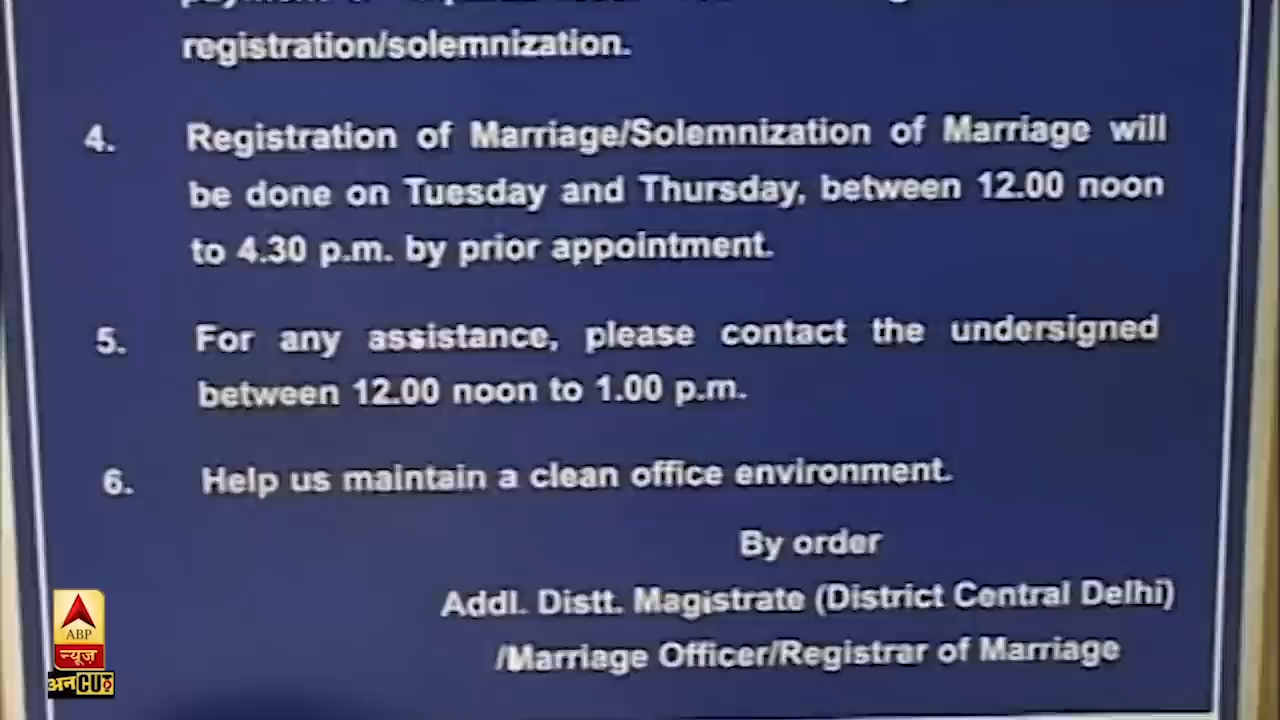 registration/solemnization.
4. Registration of Marriage/Solemnization of Marriage will
be done on Tuesday and Thursday, between 12.00 noon
to 4.30 p.m. by prior appointment.
5. For any assistance, please contact the undersigned
between 12.00 noon to 1.00 p.m.
6. Help us maintain a clean office environment.
By order
Addl. Distt. Magistrate (District Central Delhi)
/Marriage Officer/Registrar of Marriage
ABP
न्यूज़
अनCUT